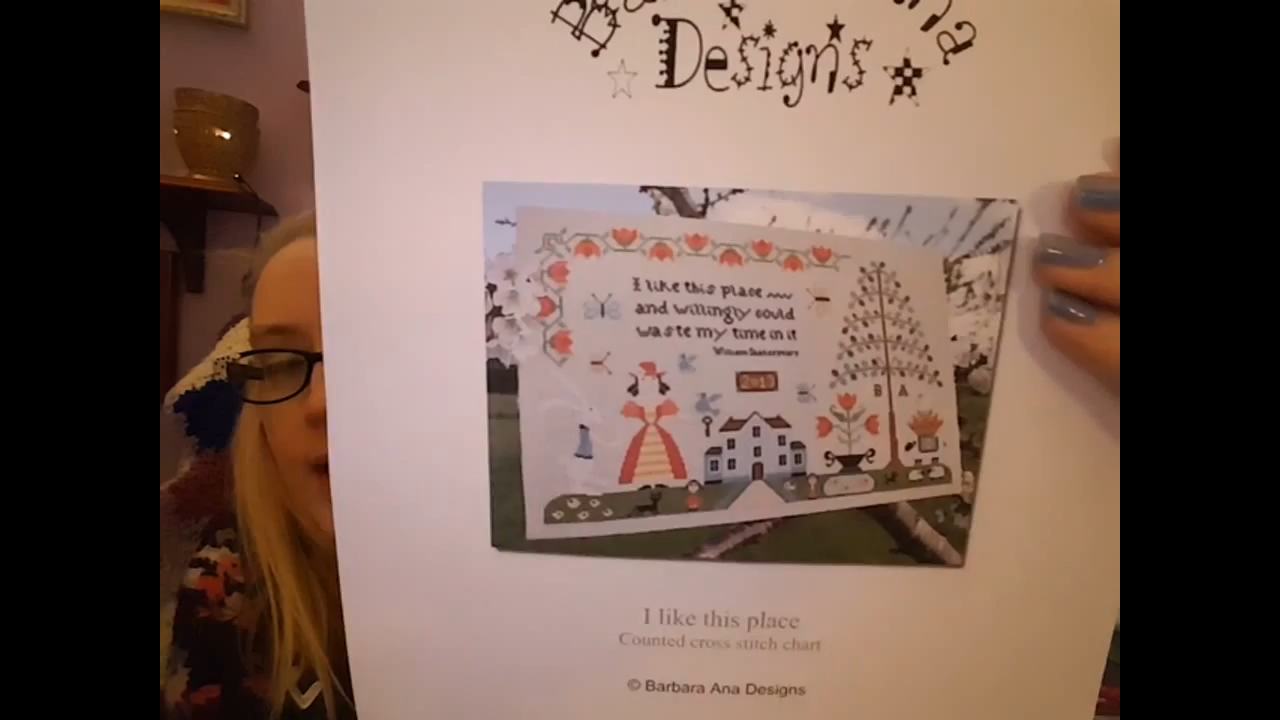 Designs
I like this place
and willingly could
waste my time in it
William Shakespeare
B A
I like this place
Counted cross stitch chart
© Barbara Ana Designs